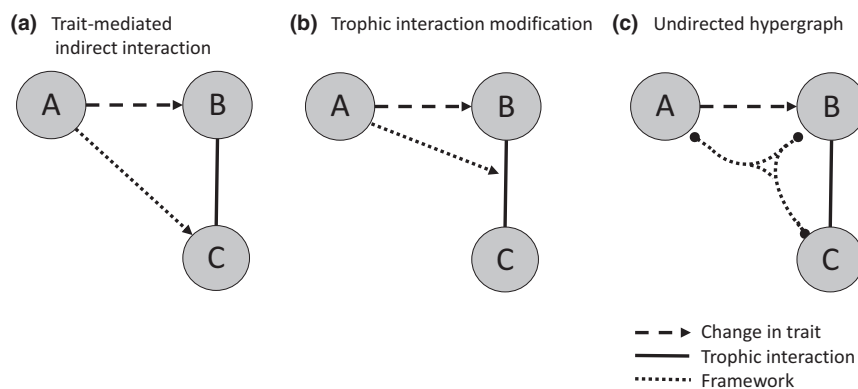 (a) Trait-mediated
indirect interaction
A
B
C
(b) Trophic interaction modification
A
B
C
(c) Undirected hypergraph
A
B
C
Change in trait
Trophic interaction
Framework